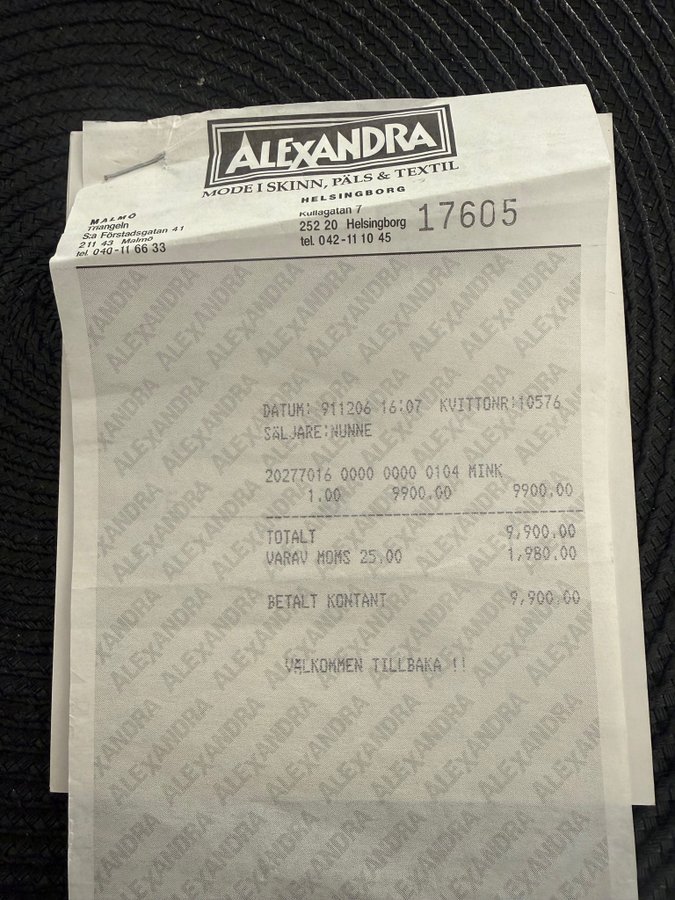 ALEXANDRA
MODE I SKINN, PÄLS & TEXTIL
HELSINGBORG
MALMÖ
Triangeln
S:a Förstadsgatan 41
211 43 Malmö
tel. 040-11 66 33
Kullagatan 7
252 20 Helsingborg
tel. 042-11 10 45
17605
DATUM: 911206 16:07 KVITTONR:10576
SÄLJARE:NUNNE
20277016 0000 0000 0104 MINK
1.00 9900.00 9900.00
TOTALT 9,900.00
VARAV MOMS 25.00 1,980.00
BETALT KONTANT 9,900.00
VÄLKOMMEN TILLBAKA !!